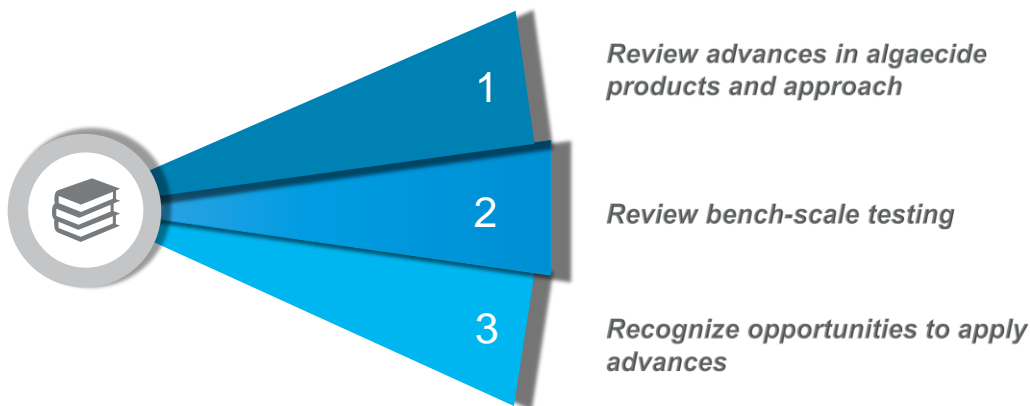 1
Review advances in algaecide
products and approach
2
Review bench-scale testing
3
Recognize opportunities to apply
advances